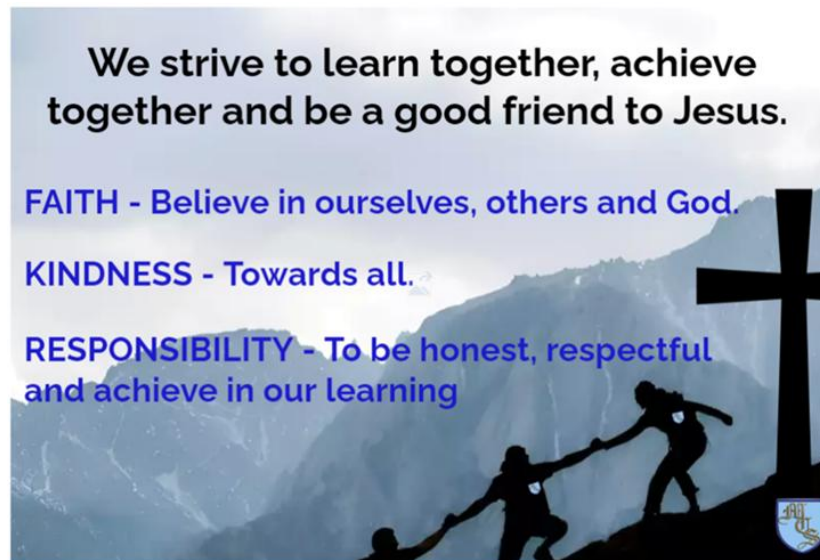 We strive to learn together, achieve
together and be a good friend to Jesus.
FAITH - Believe in ourselves, others and God.
KINDNESS - Towards all.
RESPONSIBILITY - To be honest, respectful
and achieve in our learning